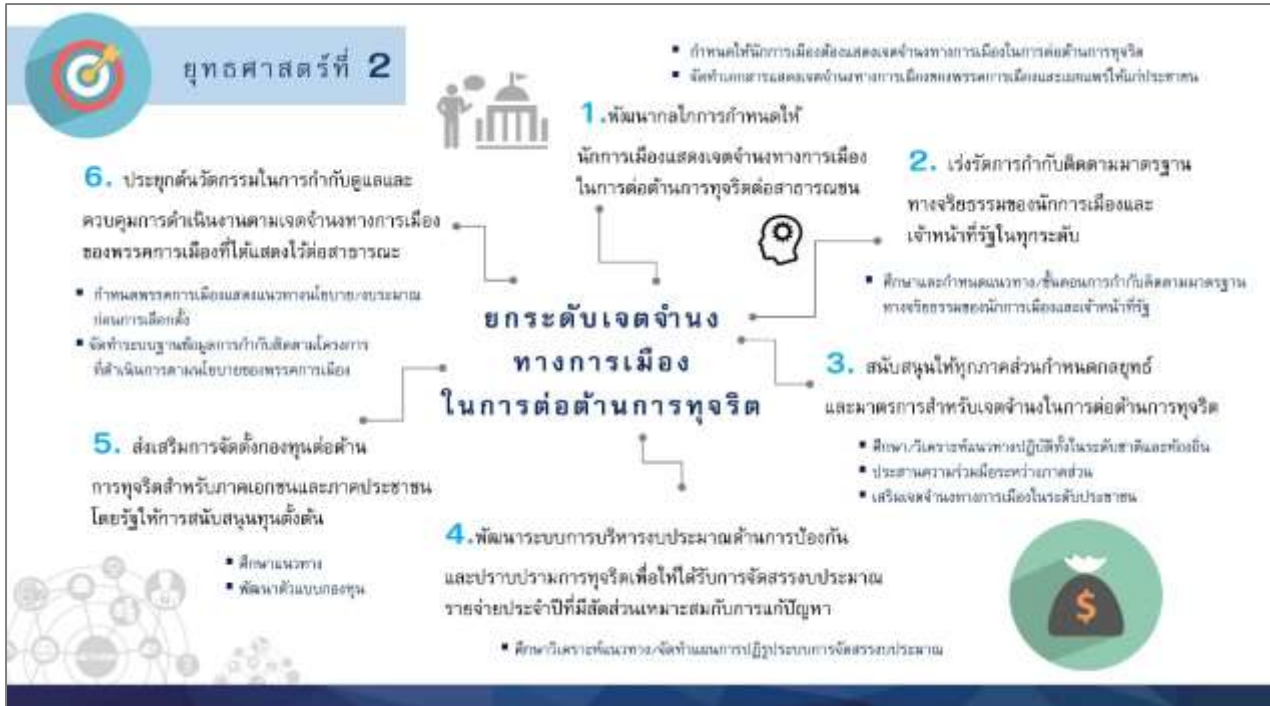 ยุทธศาสตร์ที่ 2
▪ กำหนดให้นักการเมืองต้องแสดงเจตจำนงทางการเมืองในการต่อต้านการทุจริต
▪ จัดทำเอกสารแสดงเจตจำนงทางการเมืองของพรรคการเมืองและเผยแพร่ให้แก่ประชาชน
1.พัฒนากลไกการกำหนดให้
นักการเมืองแสดงเจตจำนงทางการเมือง
ในการต่อต้านการทุจริตต่อสาธารณชน
2. เร่งรัดการกำกับติดตามมาตรฐาน
ทางจริยธรรมของนักการเมืองและ
เจ้าหน้าที่รัฐในทุกระดับ
▪ ศึกษาและกำหนดแนวทาง/ขั้นตอนการกำกับติดตามมาตรฐาน
ทางจริยธรรมของนักการเมืองและเจ้าหน้าที่รัฐ
ยกระดับเจตจำนง
ทางการเมือง
ในการต่อต้านการทุจริต
3. สนับสนุนให้ทุกภาคส่วนกำหนดกลยุทธ์
และมาตรการสำหรับเจตจำนงในการต่อต้านการทุจริต
▪ ศึกษา/วิเคราะห์แนวทางปฏิบัติทั้งในระดับชาติและท้องถิ่น
▪ ประสานความร่วมมือระหว่างภาคส่วน
▪ เสริมเจตจำนงทางการเมืองในระดับประชาชน
4.พัฒนาระบบการบริหารงบประมาณด้านการป้องกัน
และปราบปรามการทุจริตเพื่อให้ได้รับการจัดสรรงบประมาณ
รายจ่ายประจำปีที่มีสัดส่วนเหมาะสมกับการแก้ปัญหา
▪ ศึกษาวิเคราะห์แนวทาง/จัดทำแผนการปฏิรูประบบการจัดสรรงบประมาณ
5. ส่งเสริมการจัดตั้งกองทุนต่อต้าน
การทุจริตสำหรับภาคเอกชนและภาคประชาชน
โดยรัฐให้การสนับสนุนทุนตั้งต้น
▪ ศึกษาแนวทาง
▪ พัฒนาตัวแบบกองทุน
6. ประยุกต์นวัตกรรมในการกำกับดูแลและ
ควบคุมการดำเนินงานตามเจตจำนงทางการเมือง
ของพรรคการเมืองที่ได้แสดงไว้ต่อสาธารณะ
▪ กำหนดพรรคการเมืองแสดงแนวทางนโยบาย/งบประมาณ
ก่อนการเลือกตั้ง
▪ จัดทำระบบฐานข้อมูลการกำกับติดตามโครงการ
ที่ดำเนินการตามนโยบายของพรรคการเมือง
$